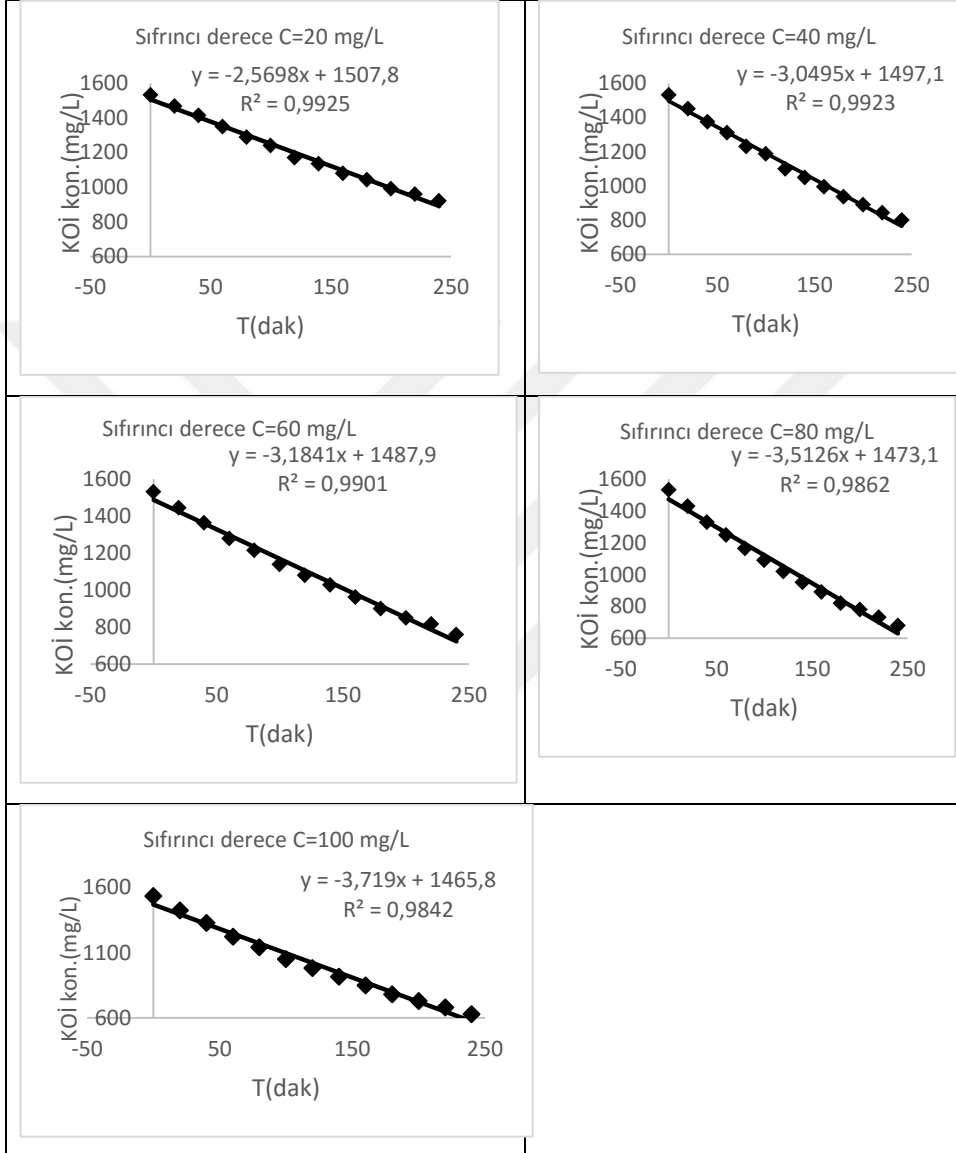 Sıfrıncı derece C=20 mg/L
y = -2,5698x + 1507,8
R² = 0,9925
KOİ kon.(mg/L)
1600
1400
1200
1000
800
600
-50 50 150 250
T(dak)
Sıfırıncı derece C=40 mg/L
y = -3,0495x + 1497,1
R² = 0,9923
KOİ kon.(mg/L)
1600
1400
1200
1000
800
600
-50 50 150 250
T(dak)
Sıfırıncı derece C=60 mg/L
y = -3,1841x + 1487,9
R² = 0,9901
KOİ kon.(mg/L)
1600
1400
1200
1000
800
600
-50 50 150 250
T(dak)
Sıfırıncı derece C=80 mg/L
y = -3,5126x + 1473,1
R² = 0,9862
KOİ kon.(mg/L)
1600
1400
1200
1000
800
600
-50 50 150 250
T(dak)
Sıfırıncı derece C=100 mg/L
y = -3,719x + 1465,8
R² = 0,9842
KOİ kon.(mg/L)
1600
1100
600
-50 50 150 250
T(dak)